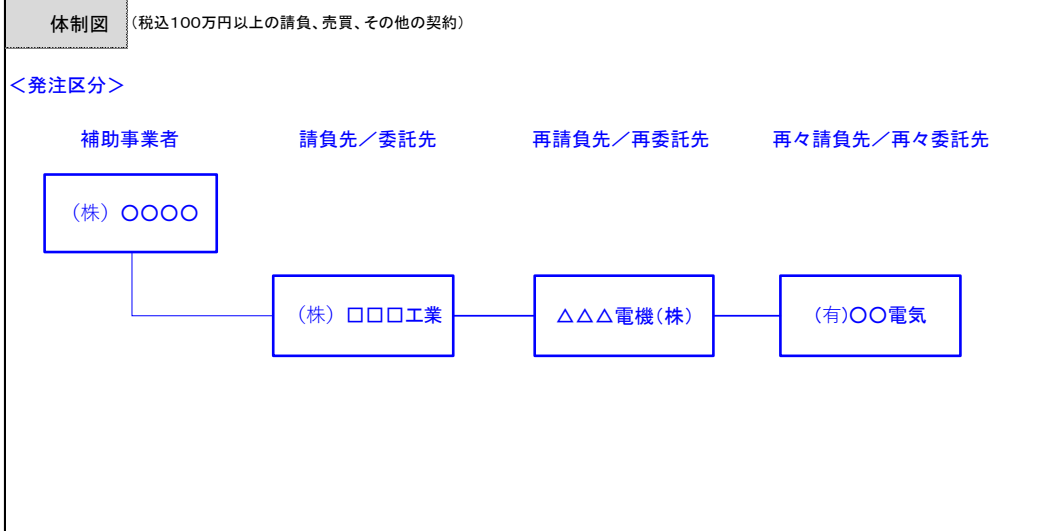 体制図 （税込１００万円以上の請負、売買、その他の契約）
＜発注区分＞
補助事業者 請負先／委託先 再請負先／再委託先 再々請負先／再々委託先
（株）〇〇〇〇
（株）□□□工業 △△△電機（株） （有）〇〇電気